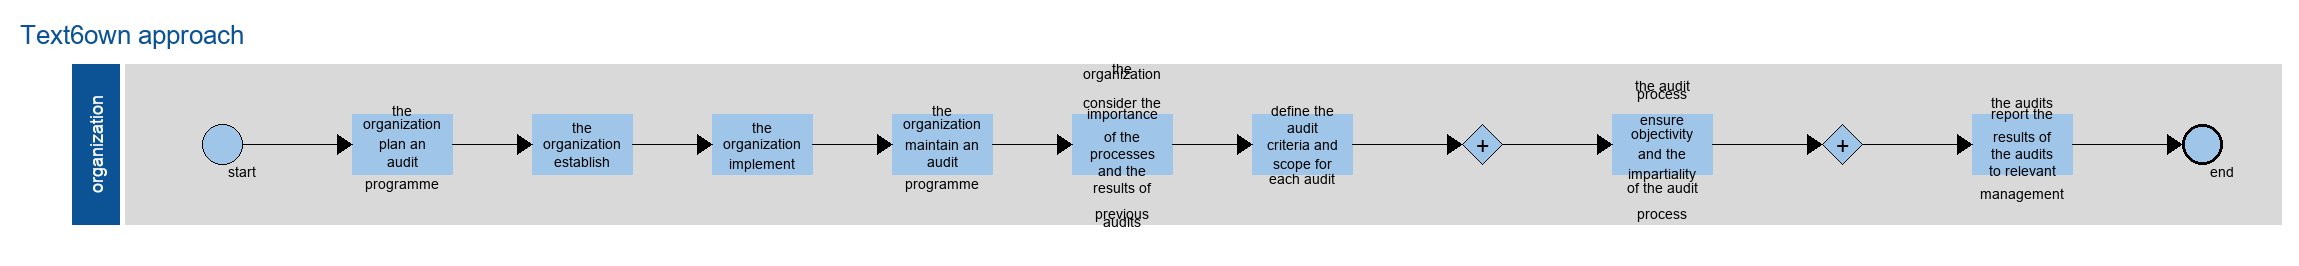 Text6own approach
organization
start
the
organization
plan an
audit
programme
the
organization
establish
the
organization
implement
the
organization
maintain an
audit
programme
the
organization
consider the
importance
of the
processes
and the
results of
previous
audits
define the
audit
criteria and
scope for
each audit
+
the audit
process
ensure
objectivity
and the
impartiality
of the audit
process
+
the audits
report the
results of
the audits
to relevant
management
end